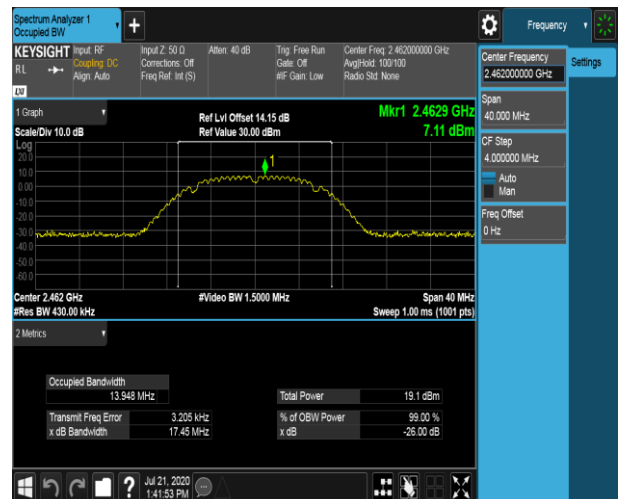 Spectrum Analyzer 1
Occupied BW
Frequency
KEYSIGHT
Input: RF
Coupling: DC
Align: Auto
Input Z: 50 Ω
Corrections: Off
Freq Ref: Int (S)
Atten: 40 dB
Trig: Free Run
Gate: Off
#IF Gain: Low
Center Freq: 2.462000000 GHz
Avg|Hold: 100/100
Radio Std: None
RL
LXI
Center Frequency
2.462000000 GHz
Settings
Span
40.000 MHz
CF Step
4.000000 MHz
Auto
Man
Freq Offset
0 Hz
1 Graph
Scale/Div 10.0 dB
Ref Lvl Offset 14.15 dB
Ref Value 30.00 dBm
Mkr1 2.4629 GHz
7.11 dBm
Log
20.0
10.0
0.00
-10.0
-20.0
-30.0
-40.0
-50.0
-60.0
1
Center 2.462 GHz
#Res BW 430.00 kHz
#Video BW 1.5000 MHz
Span 40 MHz
Sweep 1.00 ms (1001 pts)
2 Metrics
Occupied Bandwidth
13.948 MHz
Total Power 19.1 dBm
Transmit Freq Error 3.205 kHz
% of OBW Power 99.00 %
x dB Bandwidth 17.45 MHz
x dB -26.00 dB
?
Jul 21, 2020
1:41:53 PM